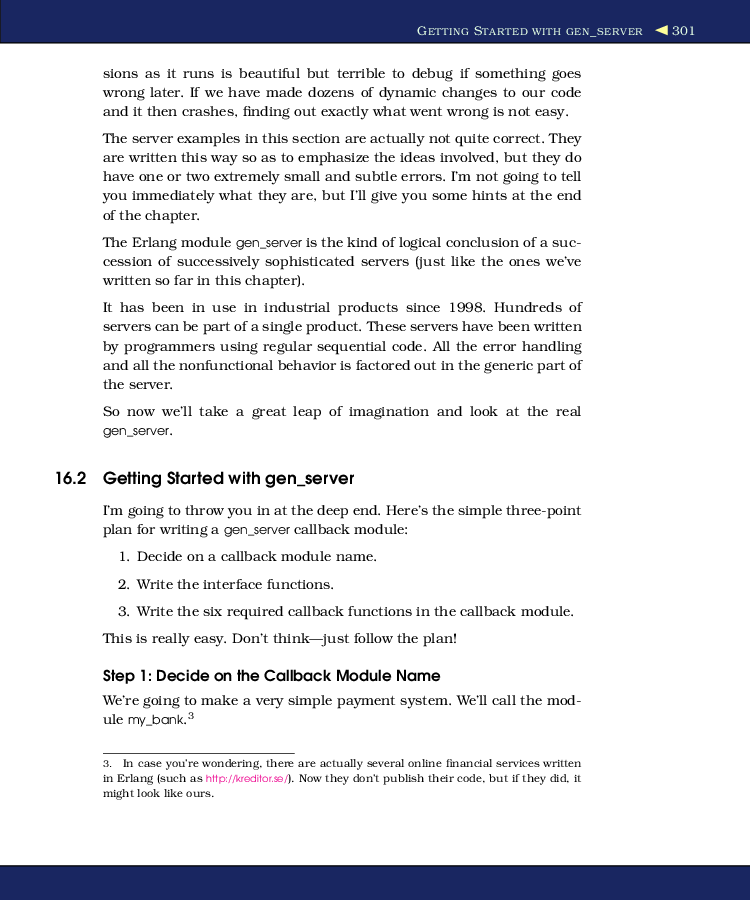 GETTING STARTED WITH GEN_SERVER ◀ 301
sions as it runs is beautiful but terrible to debug if something goes
wrong later. If we have made dozens of dynamic changes to our code
and it then crashes, finding out exactly what went wrong is not easy.
The server examples in this section are actually not quite correct. They
are written this way so as to emphasize the ideas involved, but they do
have one or two extremely small and subtle errors. I'm not going to tell
you immediately what they are, but I'll give you some hints at the end
of the chapter.
The Erlang module gen_server is the kind of logical conclusion of a suc-
cession of successively sophisticated servers (just like the ones we've
written so far in this chapter).
It has been in use in industrial products since 1998. Hundreds of
servers can be part of a single product. These servers have been written
by programmers using regular sequential code. All the error handling
and all the nonfunctional behavior is factored out in the generic part of
the server.
So now we'll take a great leap of imagination and look at the real
gen_server.
16.2 Getting Started with gen_server
I'm going to throw you in at the deep end. Here's the simple three-point
plan for writing a gen_server callback module:
1. Decide on a callback module name.
2. Write the interface functions.
3. Write the six required callback functions in the callback module.
This is really easy. Don't think—just follow the plan!
Step 1: Decide on the Callback Module Name
We're going to make a very simple payment system. We'll call the mod-
ule my_bank.3
3. In case you're wondering, there are actually several online financial services written
in Erlang (such as http://kreditor.se/). Now they don't publish their code, but if they did, it
might look like ours.